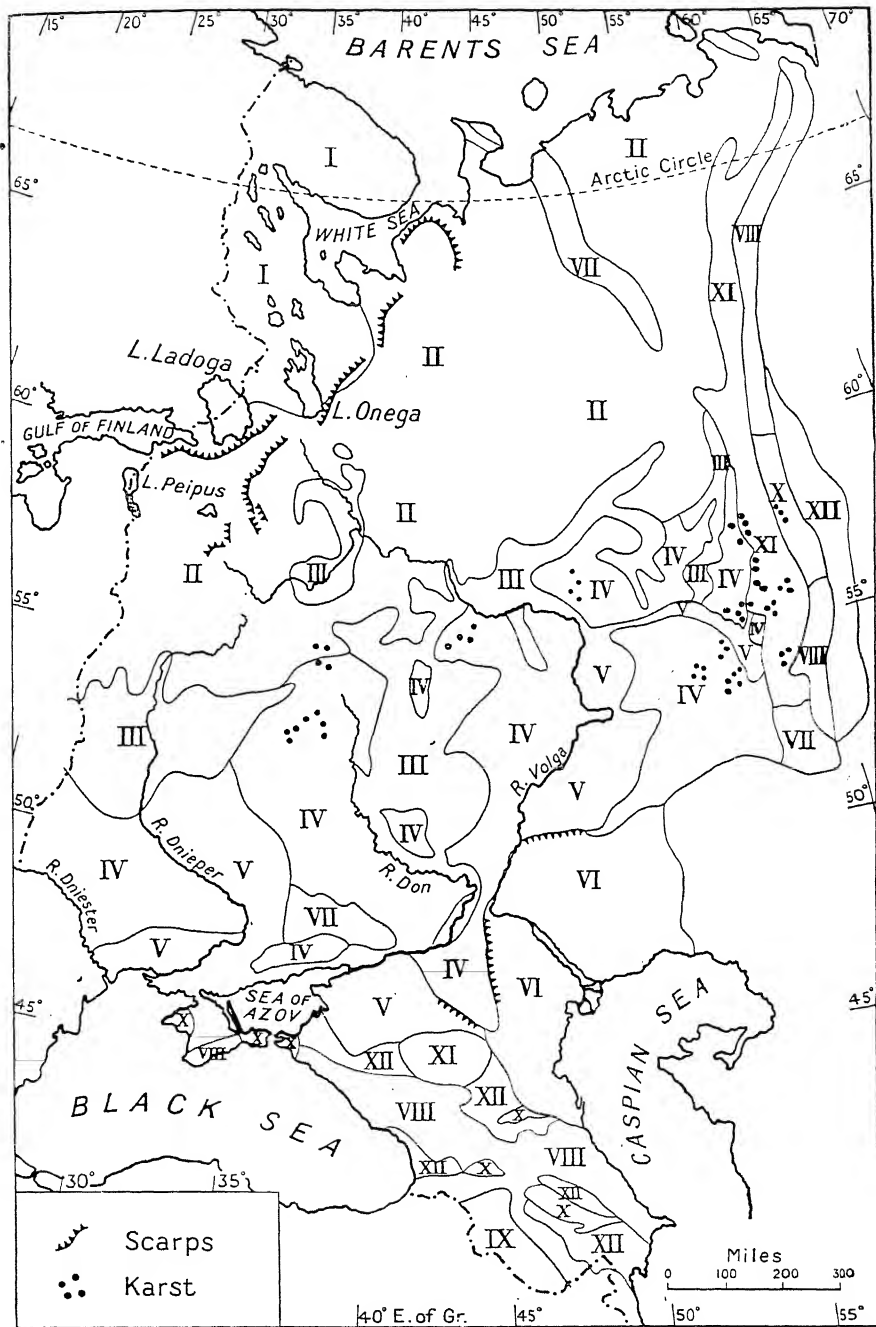 15° 20° 25° 30° 35° 40° 45° 50° 55° 60° 65° 70°
BARENTS SEA
I
II
Arctic Circle
65°
65°
WHITE SEA
VIII
VII
I
XI
II
L. Ladoga
60°
II
60°
L. Onega
GULF OF FINLAND
III
L. Peipus
X
XII
II
XI
IV
II
III
III
IV
III
IV
55°
V
55°
IV
V
VIII
V
IV
IV
III
IV
VII
III
R. Volga
50°
V
50°
IV
IV
R. Dnieper
V
IV
R. Don
VI
R. Dniester
VII
V
IV
IV
VI
SEA OF AZOV
45°
V
45°
X
CASPIAN SEA
VIII
X
X
XII
XI
XII
BLACK SEA
VIII
X
VIII
XII
X
30°
35°
XII
X
IX
XII
Scarps
Miles
Karst
0 100 200 300
40° E. of Gr.
45°
50°
55°